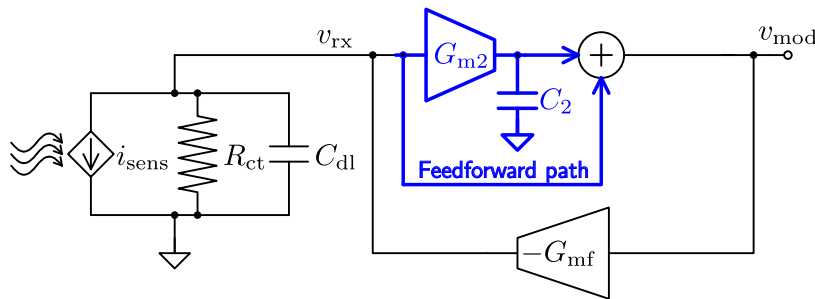 v_rx
G_m2
+
v_mod
C_2
i_sens
R_ct
C_dl
Feedforward path
−G_mf